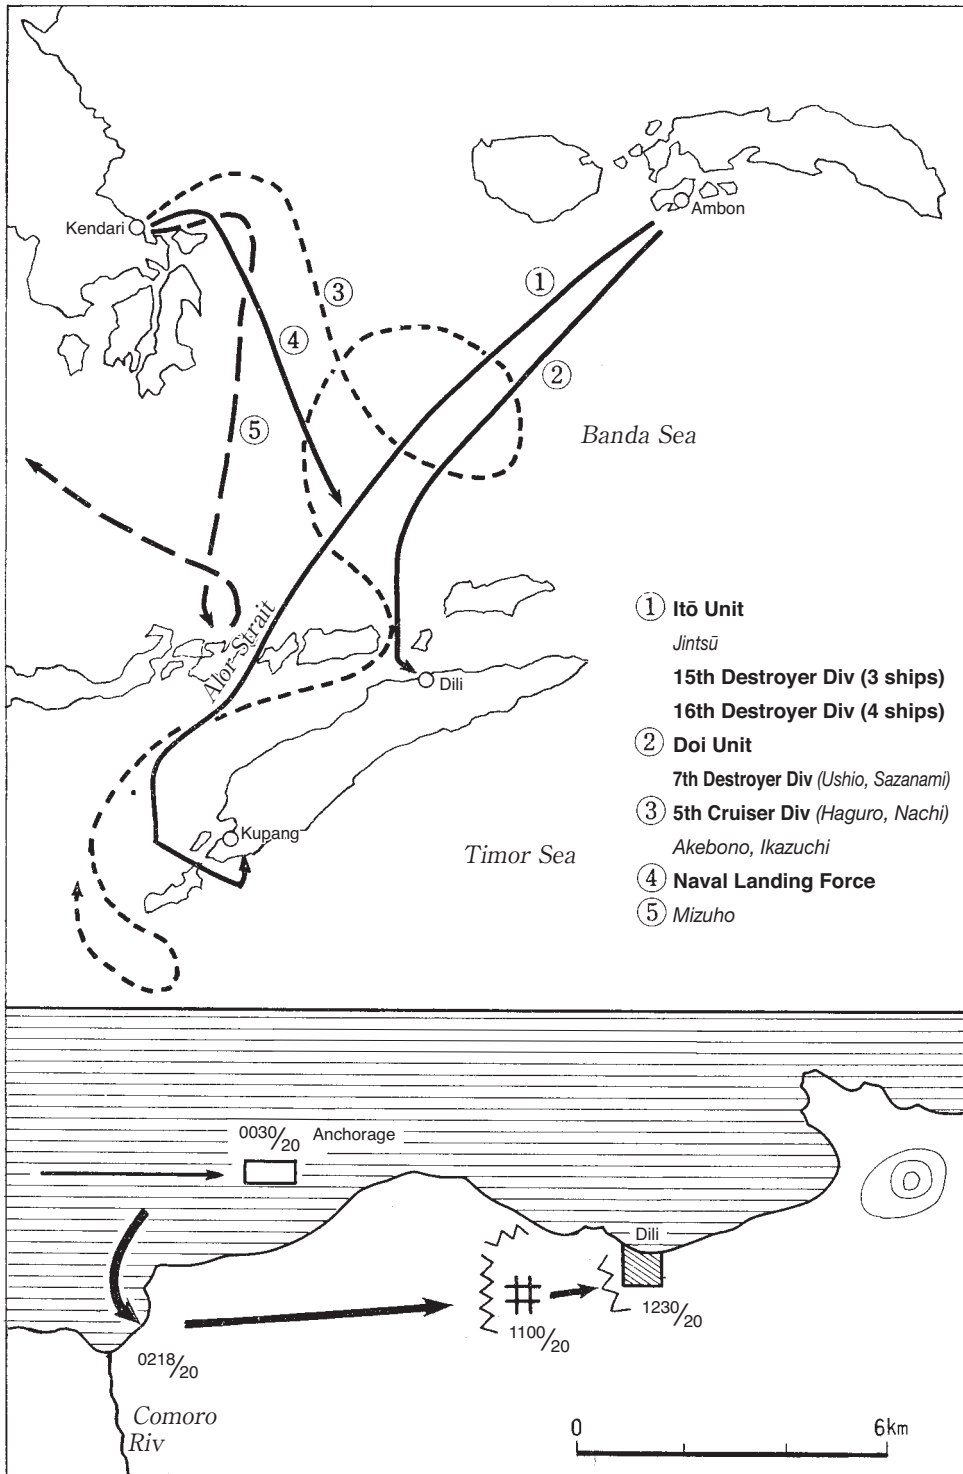 Kendari
Ambon
③
①
④
②
⑤
Banda Sea
Alor Strait
Dili
Kupang
Timor Sea
① Itō Unit
Jintsū
15th Destroyer Div (3 ships)
16th Destroyer Div (4 ships)
② Doi Unit
7th Destroyer Div (Ushio, Sazanami)
③ 5th Cruiser Div (Haguro, Nachi)
Akebono, Ikazuchi
④ Naval Landing Force
⑤ Mizuho
0030/20 Anchorage
Dili
1230/20
1100/20
0218/20
Comoro
Riv
0 6km